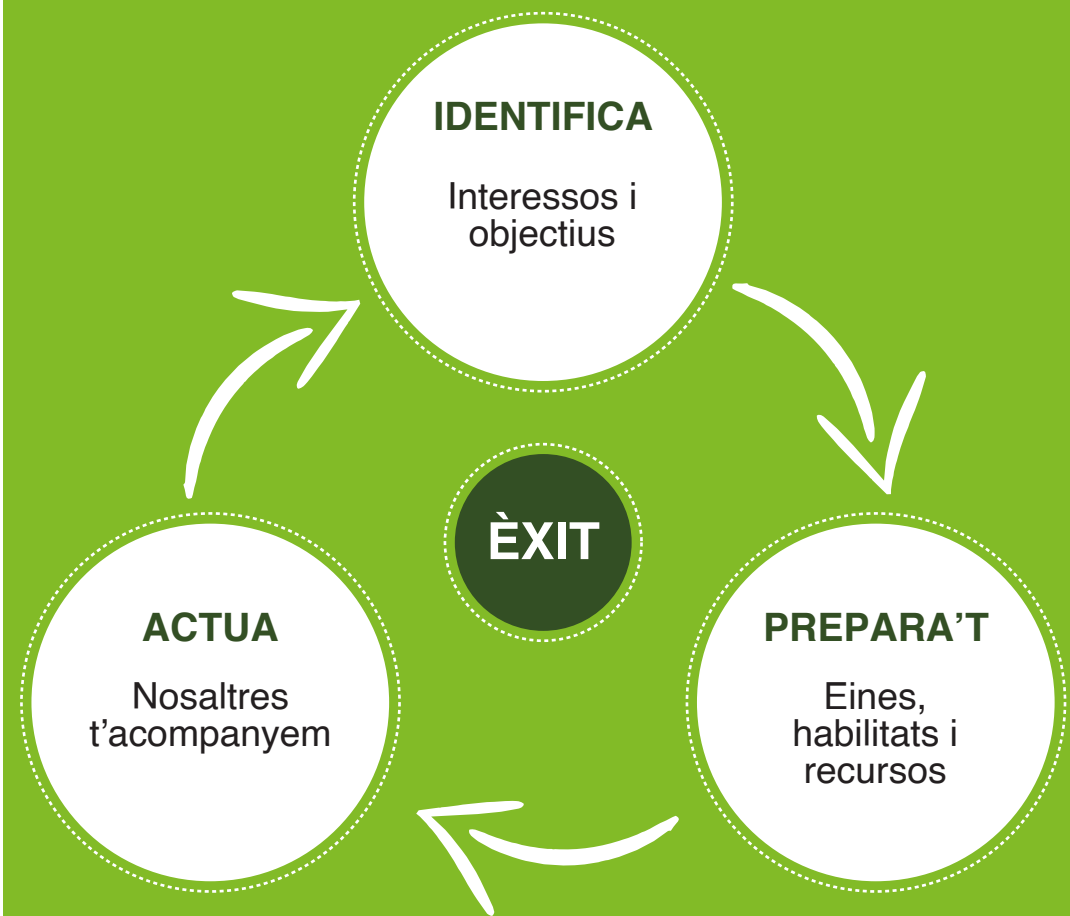 IDENTIFICA
Interessos i
objectius
ÈXIT
ACTUA
Nosaltres
t’acompanyem
PREPARA’T
Eines,
habilitats i
recursos